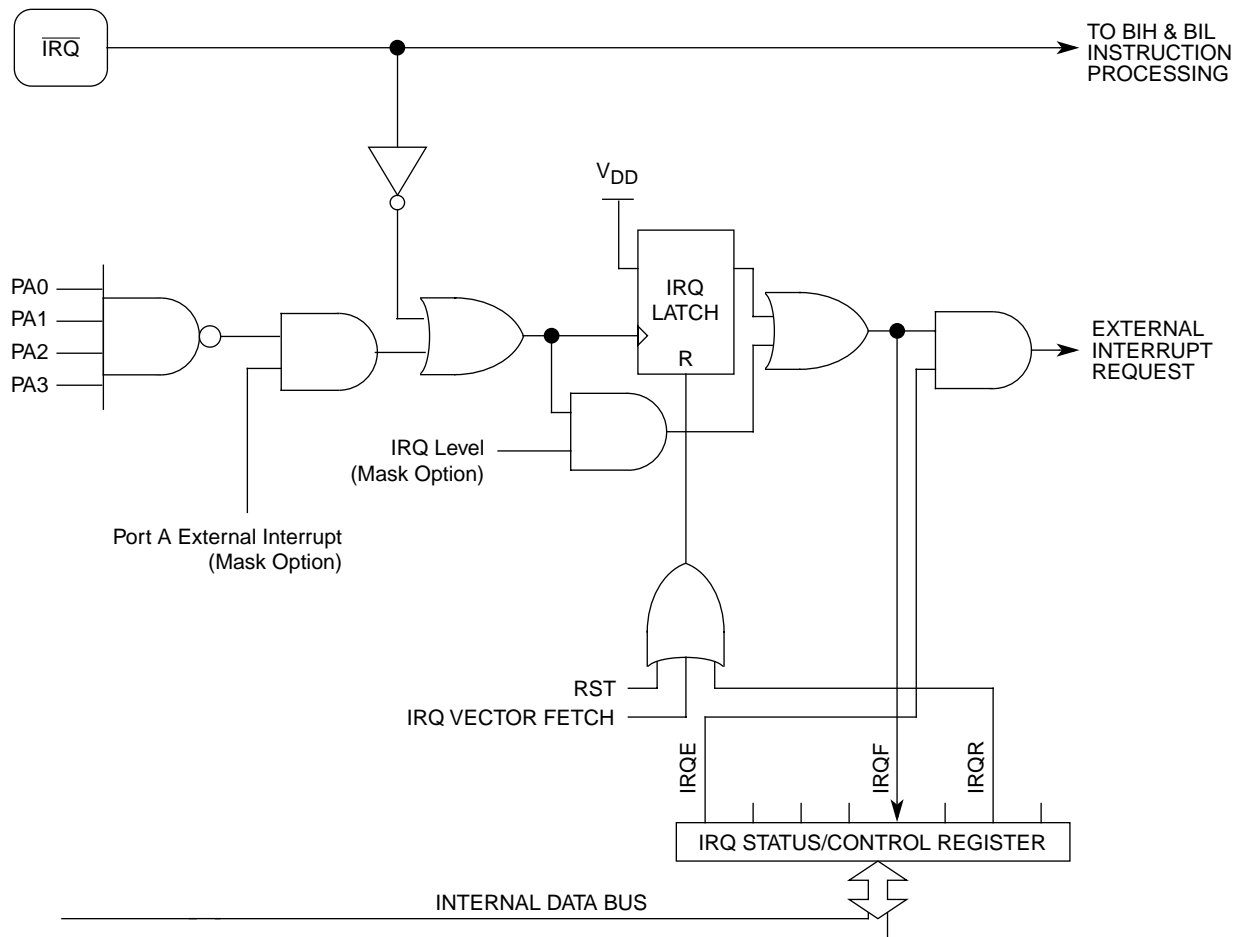 IRQ
TO BIH & BIL
INSTRUCTION
PROCESSING
VDD
PA0
PA1
PA2
PA3
IRQ
LATCH
R
EXTERNAL
INTERRUPT
REQUEST
IRQ Level
(Mask Option)
Port A External Interrupt
(Mask Option)
RST
IRQ VECTOR FETCH
IRQE
IRQF
IRQR
IRQ STATUS/CONTROL REGISTER
INTERNAL DATA BUS